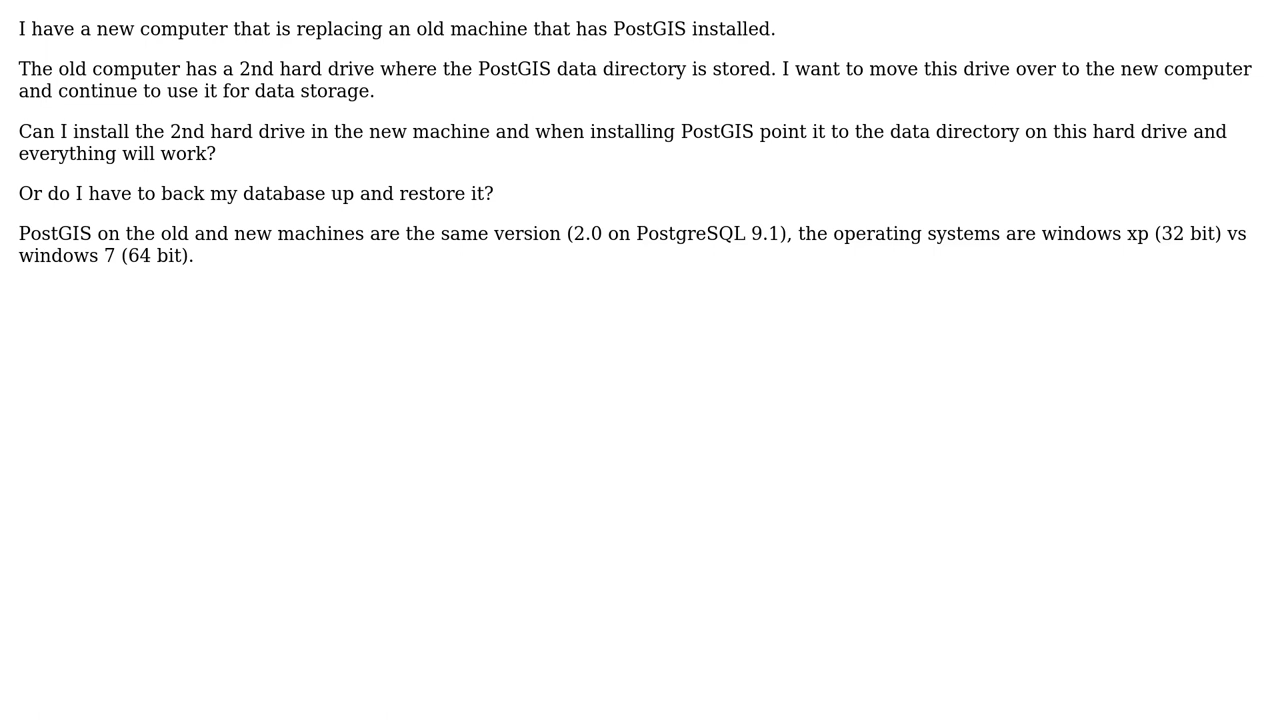 I have a new computer that is replacing an old machine that has PostGIS installed.
The old computer has a 2nd hard drive where the PostGIS data directory is stored. I want to move this drive over to the new computer
and continue to use it for data storage.
Can I install the 2nd hard drive in the new machine and when installing PostGIS point it to the data directory on this hard drive and
everything will work?
Or do I have to back my database up and restore it?
PostGIS on the old and new machines are the same version (2.0 on PostgreSQL 9.1), the operating systems are windows xp (32 bit) vs
windows 7 (64 bit).